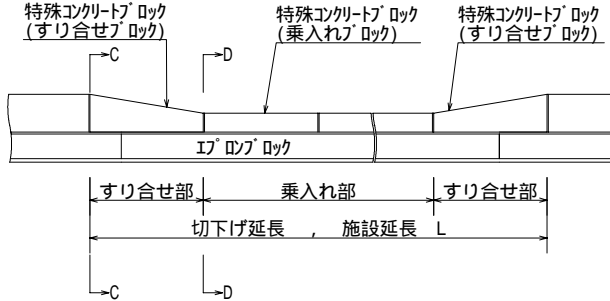 特殊コンクリートブロック
(すり合せブロック)
特殊コンクリートブロック
(乗入れブロック)
特殊コンクリートブロック
(すり合せブロック)
C
D
エプロンブロック
すり合せ部
乗入れ部
すり合せ部
切下げ延長 , 施設延長 L
C
D